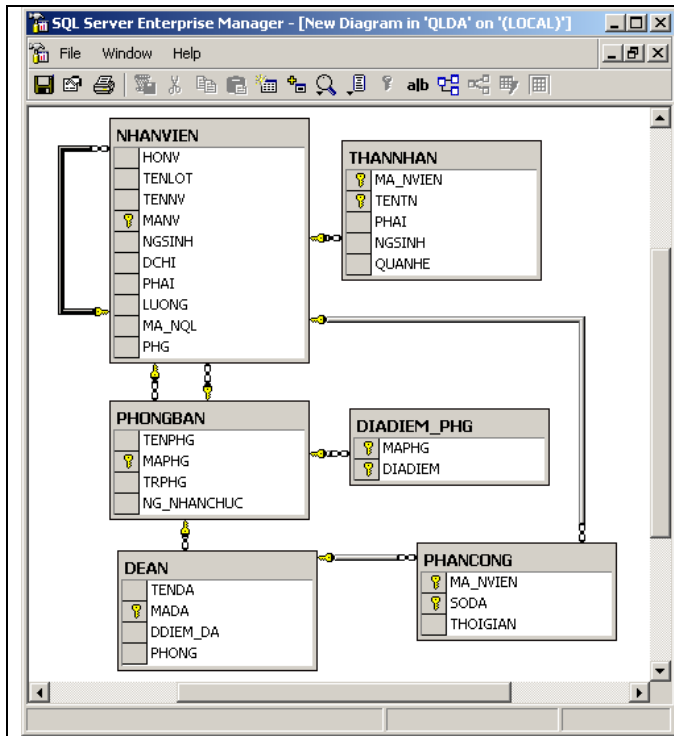 SQL Server Enterprise Manager - [New Diagram in 'QLDA' on '(LOCAL)']
File Window Help
a|b
NHANVIEN
HONV
TENLOT
TENNV
MANV
NGSINH
DCHI
PHAI
LUONG
MA_NQL
PHG
THANNHAN
MA_NVIEN
TENTN
PHAI
NGSINH
QUANHE
PHONGBAN
TENPHG
MAPHG
TRPHG
NG_NHANCHUC
DIADIEM_PHG
MAPHG
DIADIEM
DEAN
TENDA
MADA
DDIEM_DA
PHONG
PHANCONG
MA_NVIEN
SODA
THOIGIAN